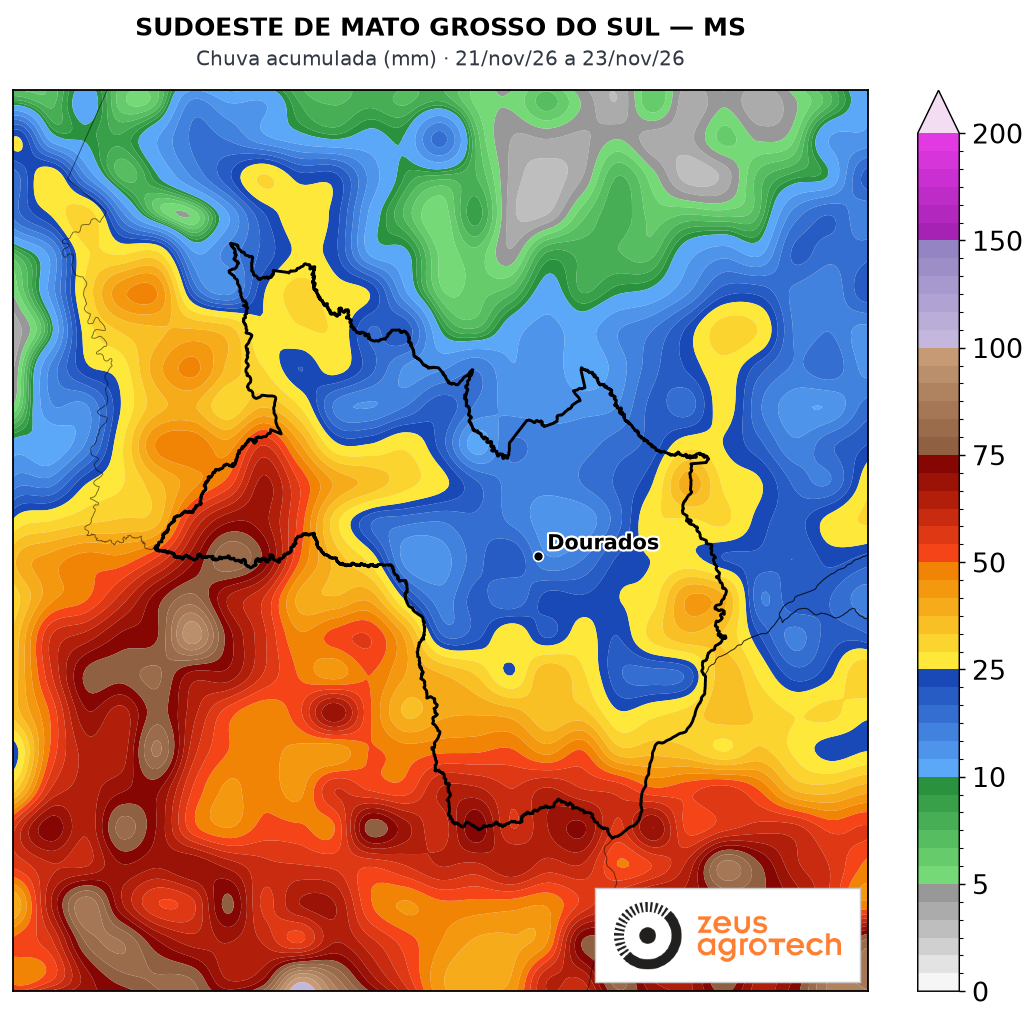 SUDOESTE DE MATO GROSSO DO SUL — MS
Chuva acumulada (mm) · 21/nov/26 a 23/nov/26
200
150
100
75
50
25
10
5
0
Dourados
zeus
agrotech